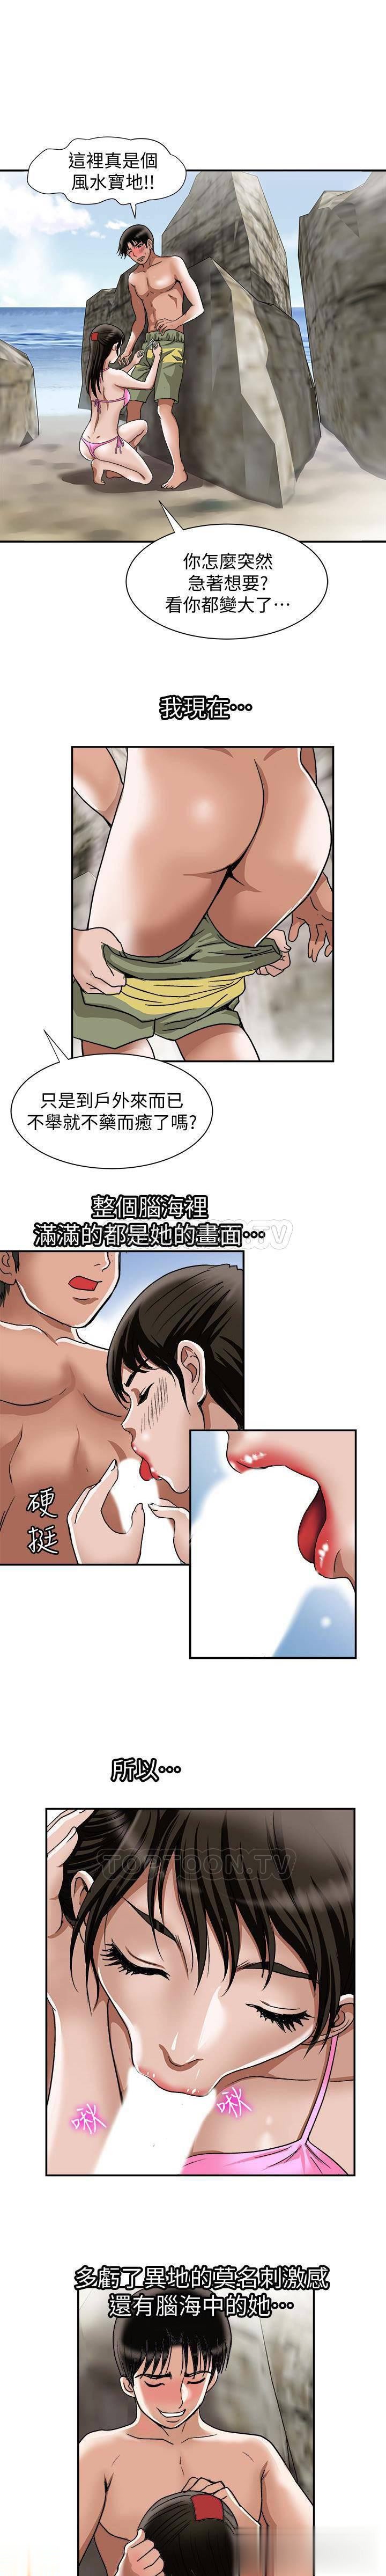 這裡真是個
風水寶地!!
你怎麼突然
急著想要?
看你都變大了…
我現在…
只是到戶外來而已
不舉就不藥而癒了嗎?
整個腦海裡
滿滿的都是她的畫面…
硬
挺
所以…
TOPTOON.TV
啾
啾
多虧了異地的莫名刺激感
還有腦海中的她…